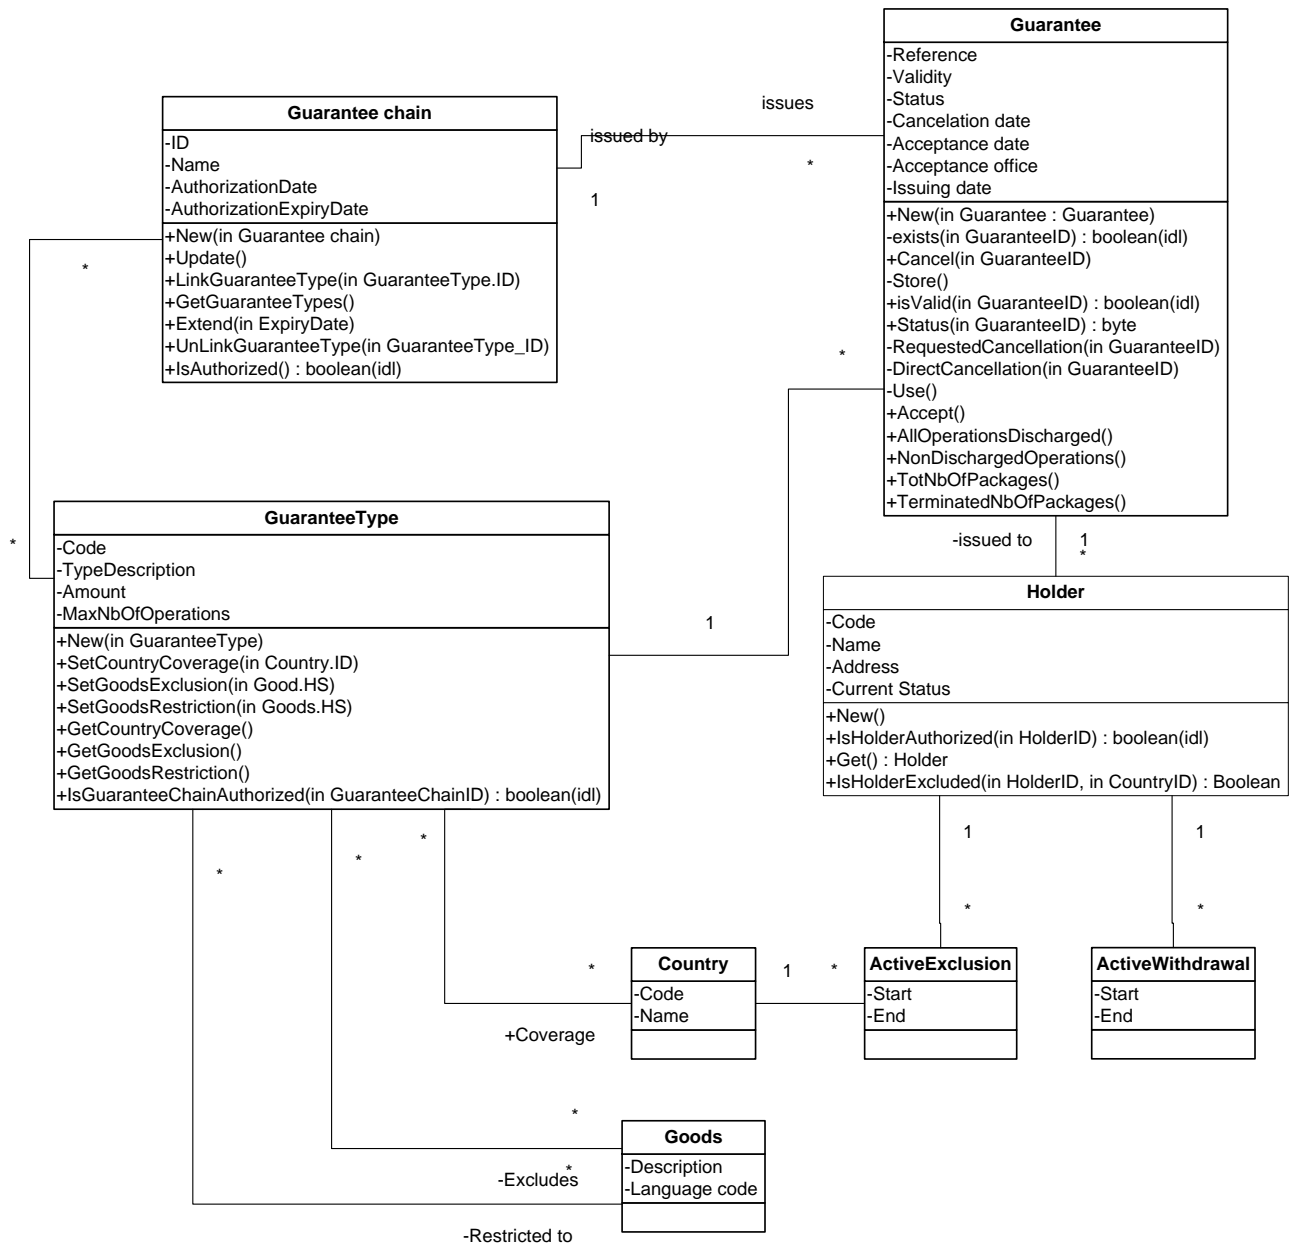 Guarantee
-Reference
-Validity
-Status
-Cancelation date
-Acceptance date
-Acceptance office
-Issuing date
+New(in Guarantee : Guarantee)
-exists(in GuaranteeID) : boolean(idl)
+Cancel(in GuaranteeID)
-Store()
+isValid(in GuaranteeID) : boolean(idl)
+Status(in GuaranteeID) : byte
-RequestedCancellation(in GuaranteeID)
-DirectCancellation(in GuaranteeID)
-Use()
+Accept()
+AllOperationsDischarged()
+NonDischargedOperations()
+TotNbOfPackages()
+TerminatedNbOfPackages()
issues
issued by
*
1
Guarantee chain
-ID
-Name
-AuthorizationDate
-AuthorizationExpiryDate
+New(in Guarantee chain)
+Update()
+LinkGuaranteeType(in GuaranteeType.ID)
+GetGuaranteeTypes()
+Extend(in ExpiryDate)
+UnLinkGuaranteeType(in GuaranteeType_ID)
+IsAuthorized() : boolean(idl)
*
*
*
1
GuaranteeType
-Code
-TypeDescription
-Amount
-MaxNbOfOperations
+New(in GuaranteeType)
+SetCountryCoverage(in Country.ID)
+SetGoodsExclusion(in Good.HS)
+SetGoodsRestriction(in Goods.HS)
+GetCountryCoverage()
+GetGoodsExclusion()
+GetGoodsRestriction()
+IsGuaranteeChainAuthorized(in GuaranteeChainID) : boolean(idl)
-issued to
1
*
Holder
-Code
-Name
-Address
-Current Status
+New()
+IsHolderAuthorized(in HolderID) : boolean(idl)
+Get() : Holder
+IsHolderExcluded(in HolderID, in CountryID) : Boolean
*
*
*
1
1
*
*
*
1
*
Country
-Code
-Name
+Coverage
ActiveExclusion
-Start
-End
ActiveWithdrawal
-Start
-End
*
Goods
-Description
-Language code
*
-Excludes
-Restricted to